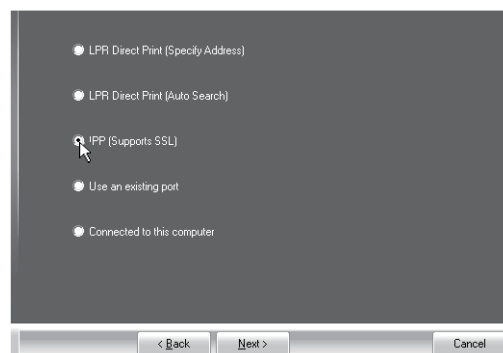 LPR Direct Print (Specify Address)
LPR Direct Print (Auto Search)
IPP (Supports SSL)
Use an existing port
Connected to this computer
< Back Next > Cancel